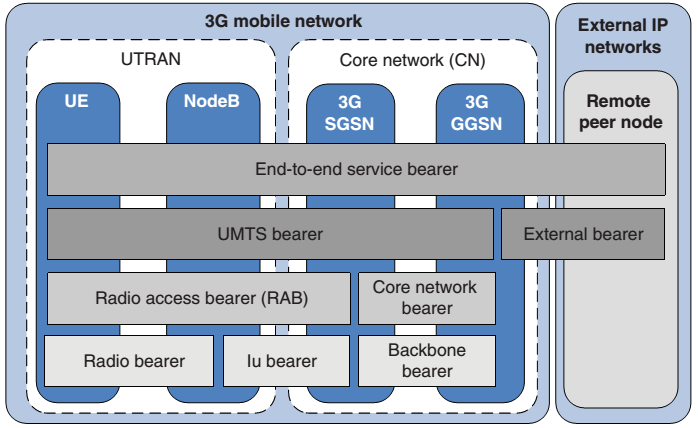 3G mobile network
External IP
networks
UTRAN
Core network (CN)
UE
NodeB
3G
SGSN
3G
GGSN
Remote
peer node
End-to-end service bearer
UMTS bearer
External bearer
Radio access bearer (RAB)
Core network
bearer
Radio bearer
Iu bearer
Backbone
bearer